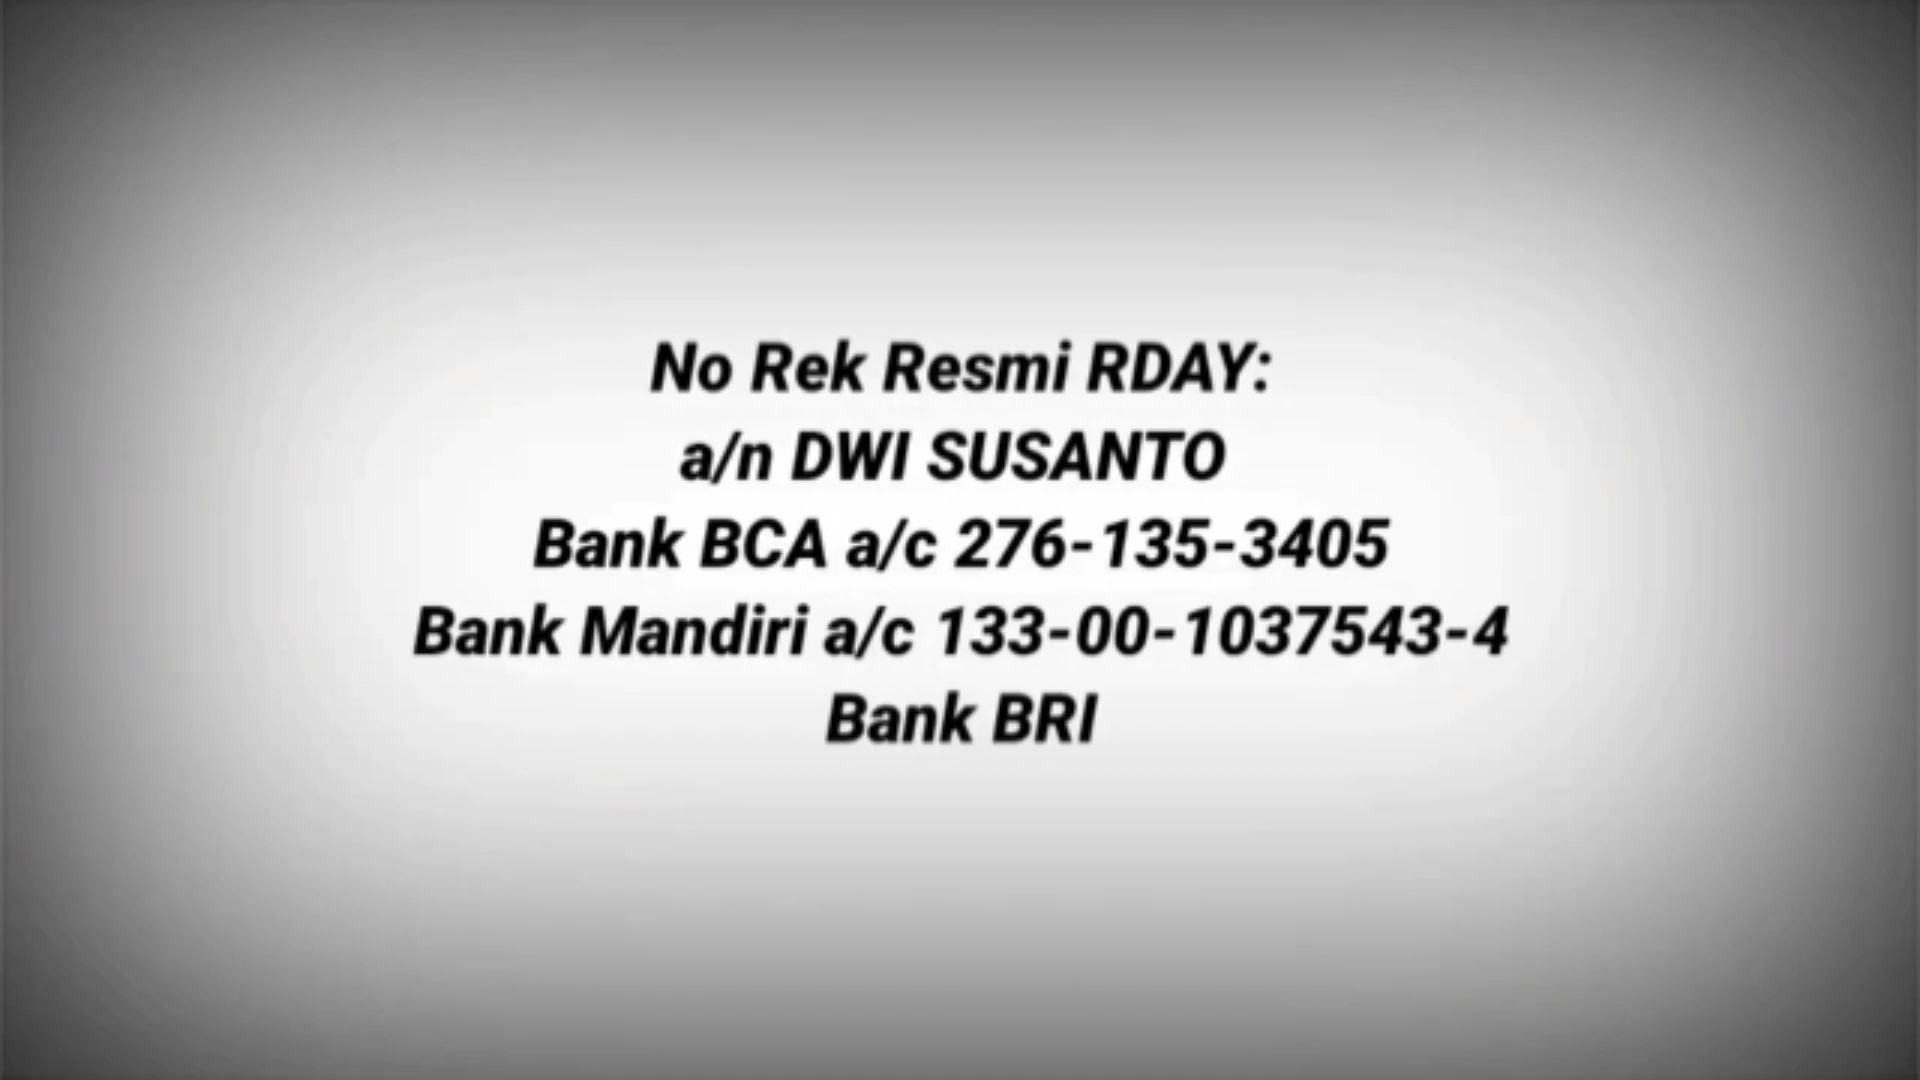 No Rek Resmi RDAY:
a/n DWI SUSANTO
Bank BCA a/c 276-135-3405
Bank Mandiri a/c 133-00-1037543-4
Bank BRI